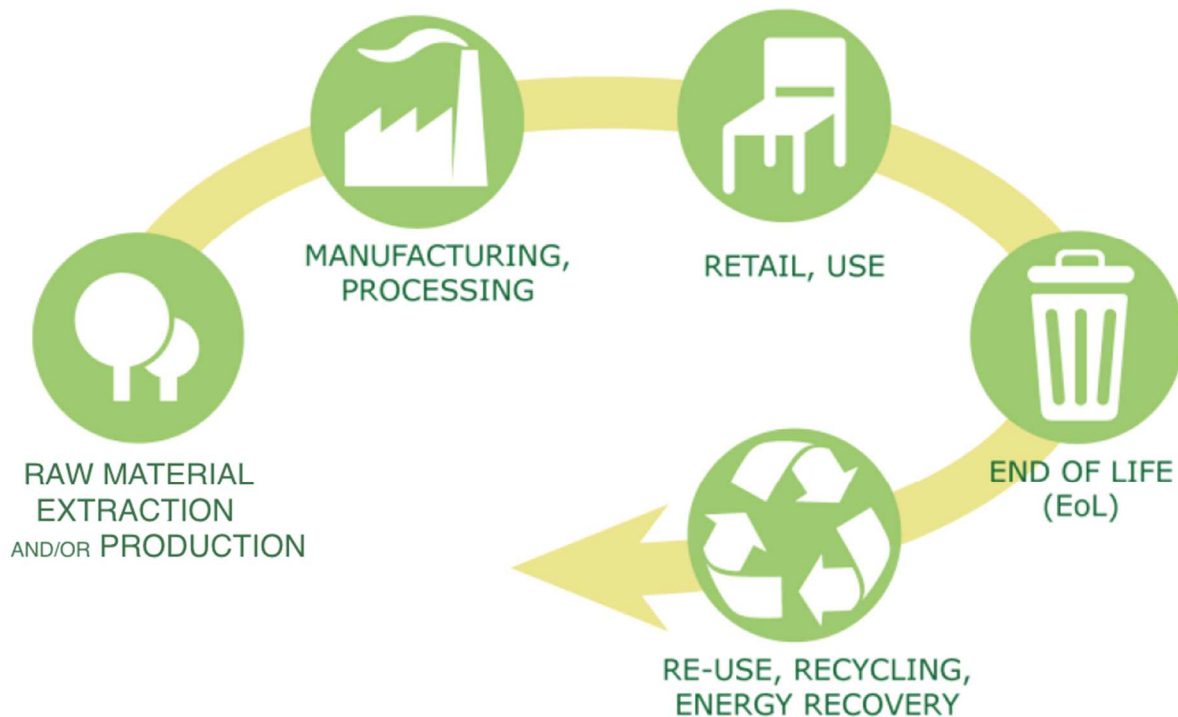 MANUFACTURING,
PROCESSING
RETAIL, USE
RAW MATERIAL
EXTRACTION
AND/OR PRODUCTION
END OF LIFE
(EoL)
RE-USE, RECYCLING,
ENERGY RECOVERY